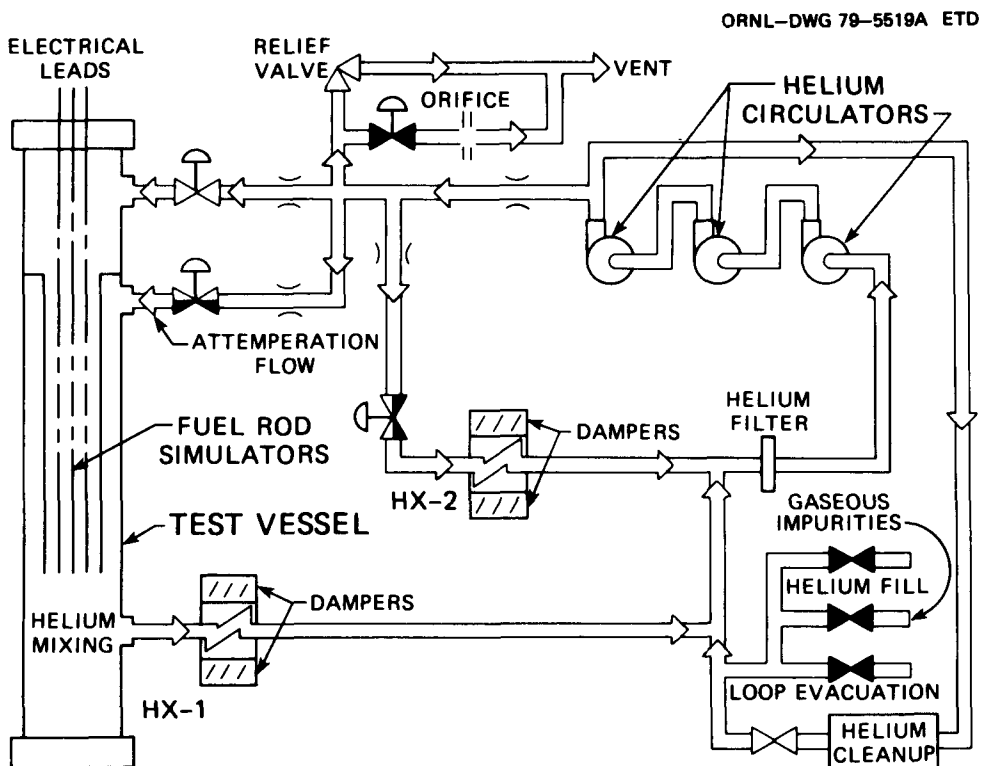 ORNL-DWG 79-5519A ETD
ELECTRICAL
LEADS
RELIEF
VALVE
VENT
ORIFICE
HELIUM
CIRCULATORS
ATTEMPERATION
FLOW
HELIUM
FILTER
FUEL ROD
SIMULATORS
DAMPERS
HX-2
GASEOUS
IMPURITIES
TEST VESSEL
HELIUM FILL
DAMPERS
HELIUM
MIXING
LOOP EVACUATION
HX-1
HELIUM
CLEANUP